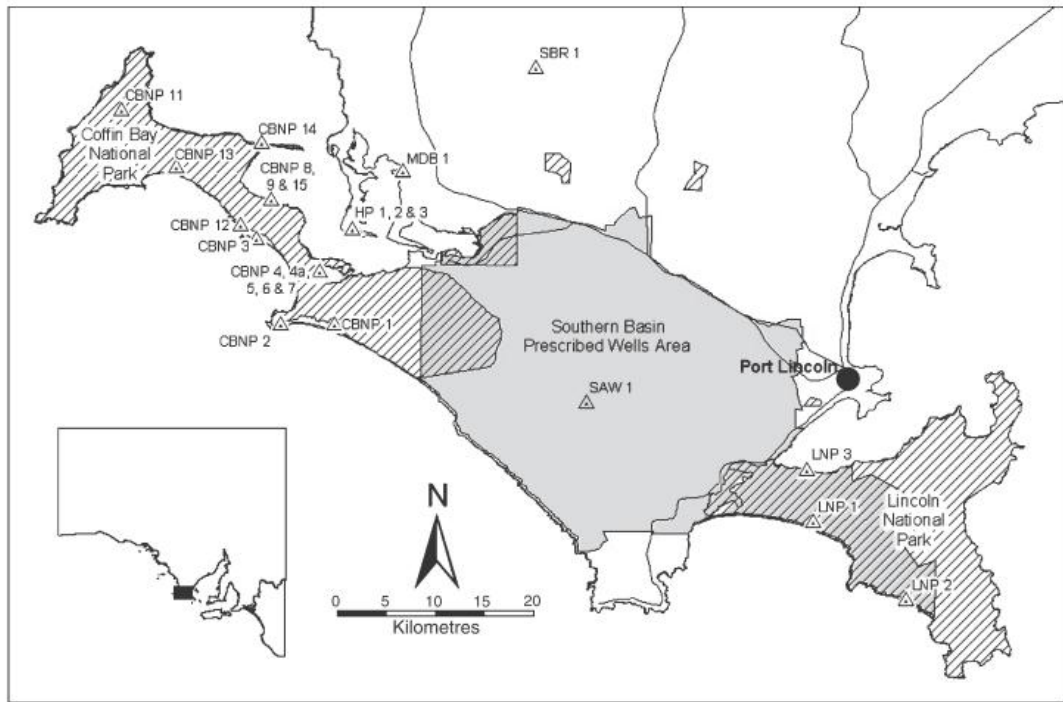 SBR 1
CBNP 11
Coffin Bay
National
Park
CBNP 14
CBNP 13
MDB 1
CBNP 8,
9 & 15
CBNP 12
CBNP 3
HP 1, 2 & 3
CBNP 4, 4a,
5, 6 & 7
CBNP 2
CBNP 1
Southern Basin
Prescribed Wells Area
Port Lincoln
SAW 1
LNP 3
LNP 1
Lincoln
National
Park
LNP 2
N
0 5 10 15 20
Kilometres